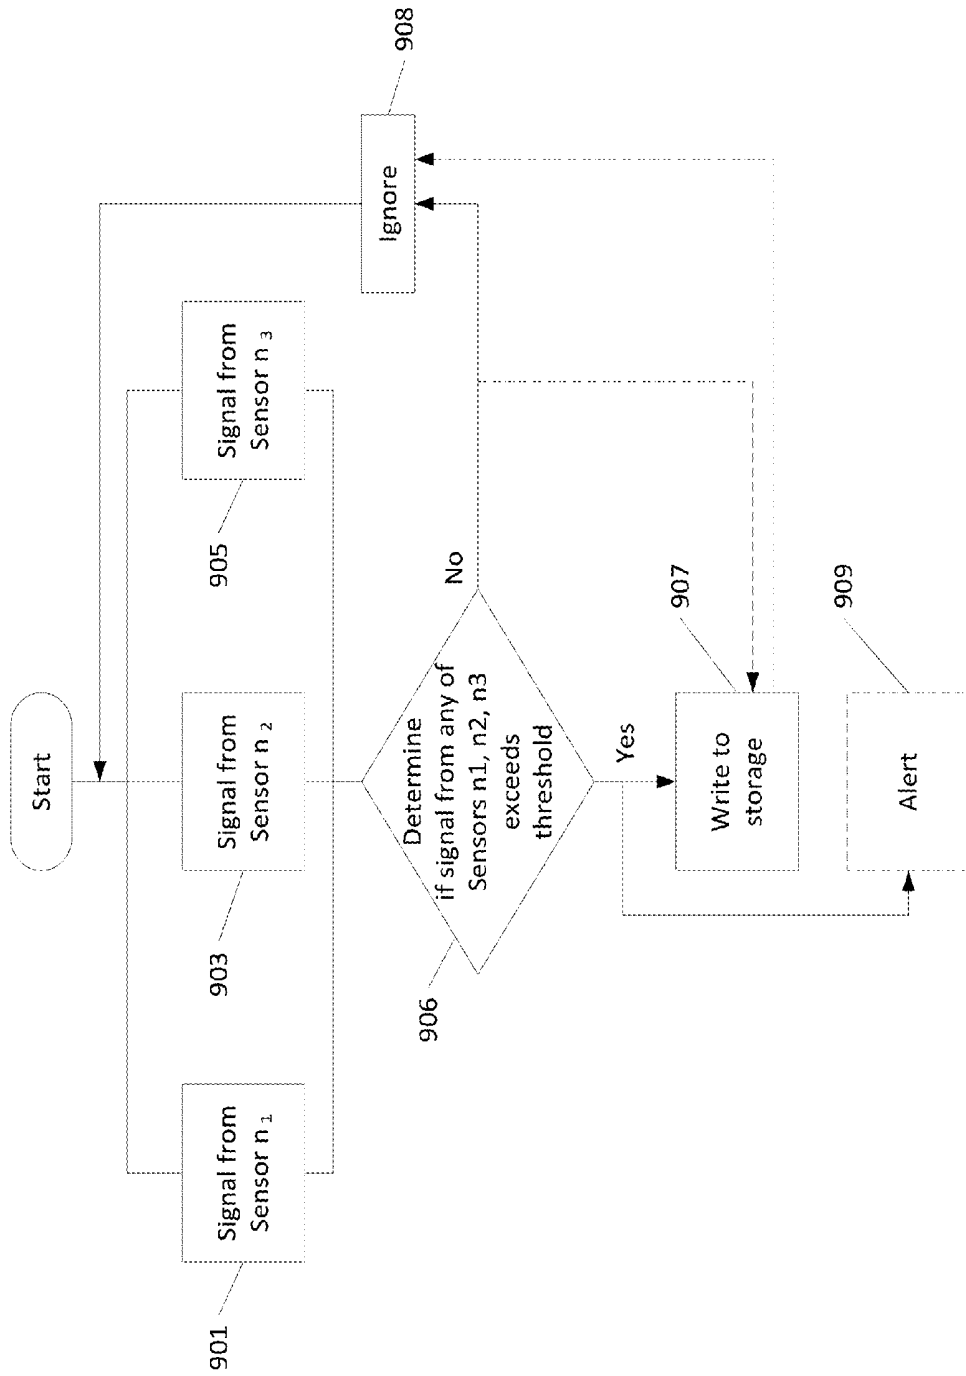 Start
Signal from
Sensor n 1
901
Signal from
Sensor n 2
903
Signal from
Sensor n 3
905
Ignore
908
Determine
if signal from any of
Sensors n1, n2, n3
exceeds
threshold
906
No
Yes
Write to
storage
907
Alert
909